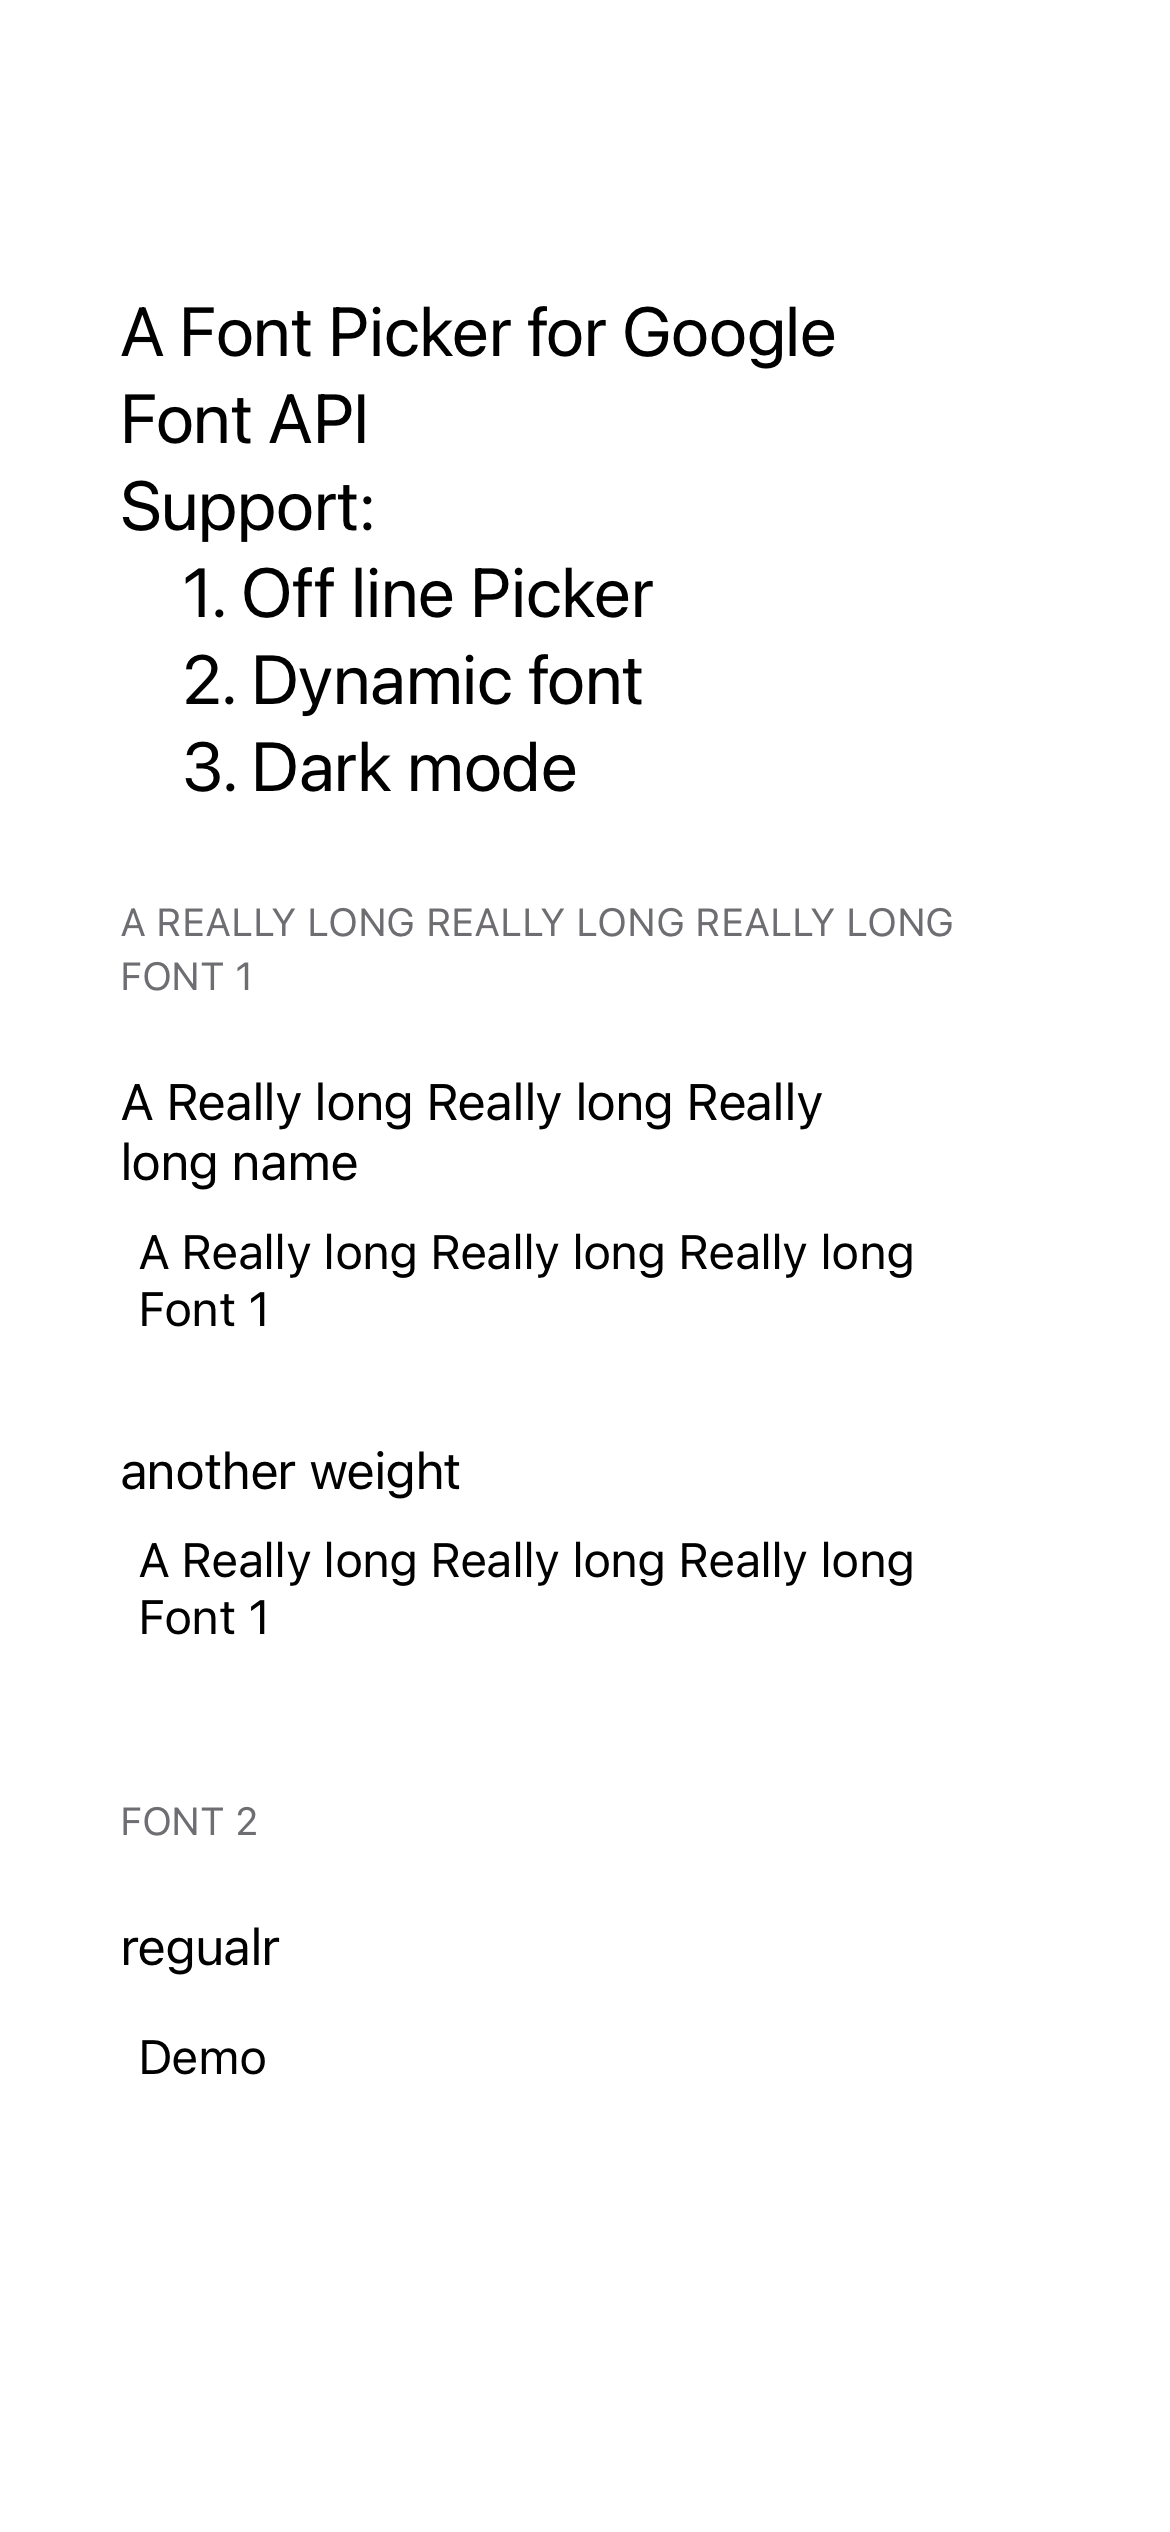 A Font Picker for Google
Font API
Support:
1. Off line Picker
2. Dynamic font
3. Dark mode
A REALLY LONG REALLY LONG REALLY LONG
FONT 1
A Really long Really long Really
long name
A Really long Really long Really long
Font 1
another weight
A Really long Really long Really long
Font 1
FONT 2
regualr
Demo